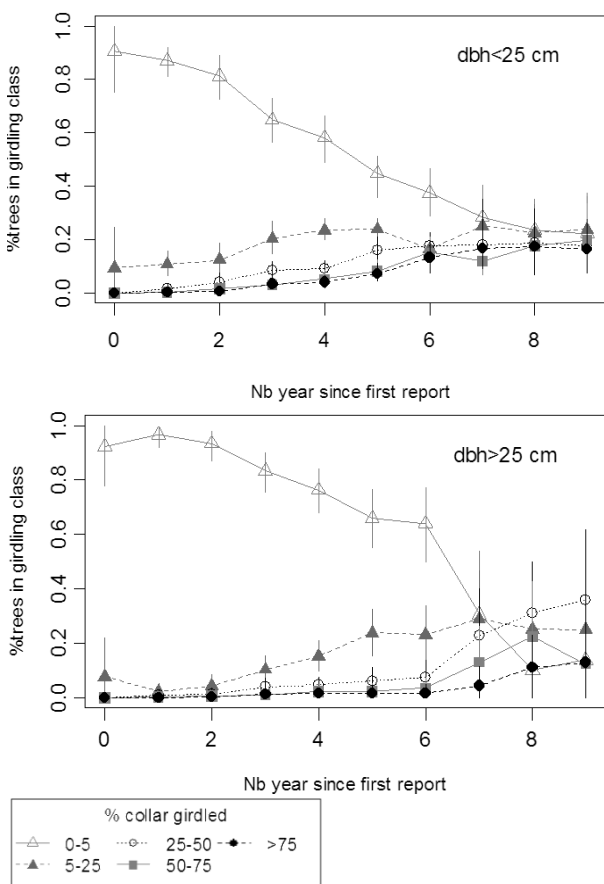 dbh<25 cm
%trees in girdling class
1.0
0.8
0.6
0.4
0.2
0.0
0 2 4 6 8
Nb year since first report
dbh>25 cm
%trees in girdling class
1.0
0.8
0.6
0.4
0.2
0.0
0 2 4 6 8
Nb year since first report
% collar girdled
0-5 25-50 >75
5-25 50-75